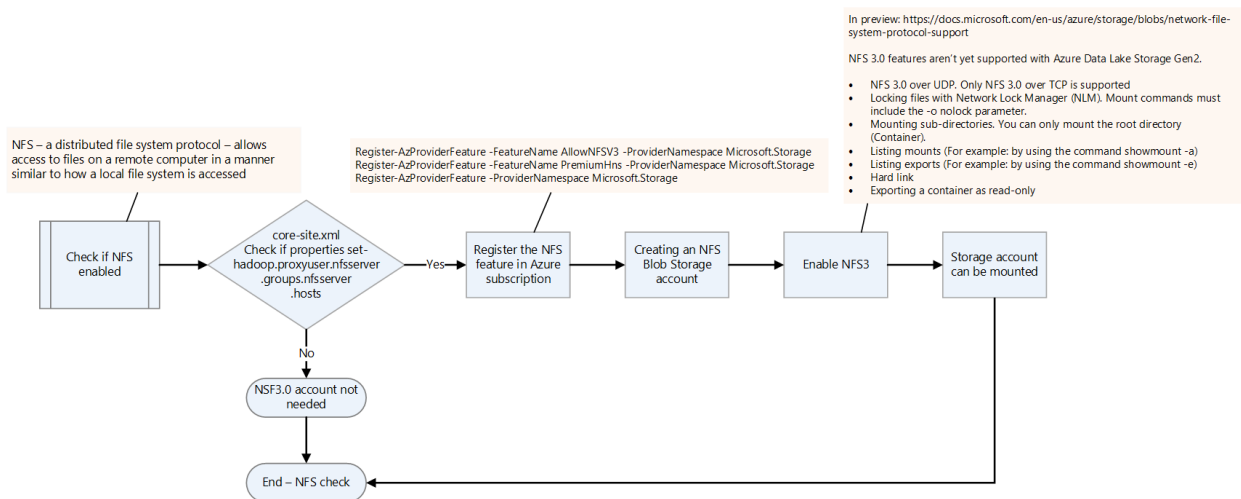 In preview: https://docs.microsoft.com/en-us/azure/storage/blobs/network-file-
system-protocol-support
NFS 3.0 features aren’t yet supported with Azure Data Lake Storage Gen2.
• NFS 3.0 over UDP. Only NFS 3.0 over TCP is supported
• Locking files with Network Lock Manager (NLM). Mount commands must
include the -o nolock parameter.
• Mounting sub-directories. You can only mount the root directory
(Container).
• Listing mounts (For example: by using the command showmount -a)
• Listing exports (For example: by using the command showmount -e)
• Hard link
• Exporting a container as read-only
NFS – a distributed file system protocol – allows
access to files on a remote computer in a manner
similar to how a local file system is accessed
Register-AzProviderFeature -FeatureName AllowNFSV3 -ProviderNamespace Microsoft.Storage
Register-AzProviderFeature -FeatureName PremiumHns -ProviderNamespace Microsoft.Storage
Register-AzProviderFeature -ProviderNamespace Microsoft.Storage
Check if NFS
enabled
core-site.xml
Check if properties set-
hadoop.proxyuser.nfsserver
.groups.nfsserver
.hosts
Yes
Register the NFS
feature in Azure
subscription
Creating an NFS
Blob Storage
account
Enable NFS3
Storage account
can be mounted
No
NSF3.0 account not
needed
End – NFS check